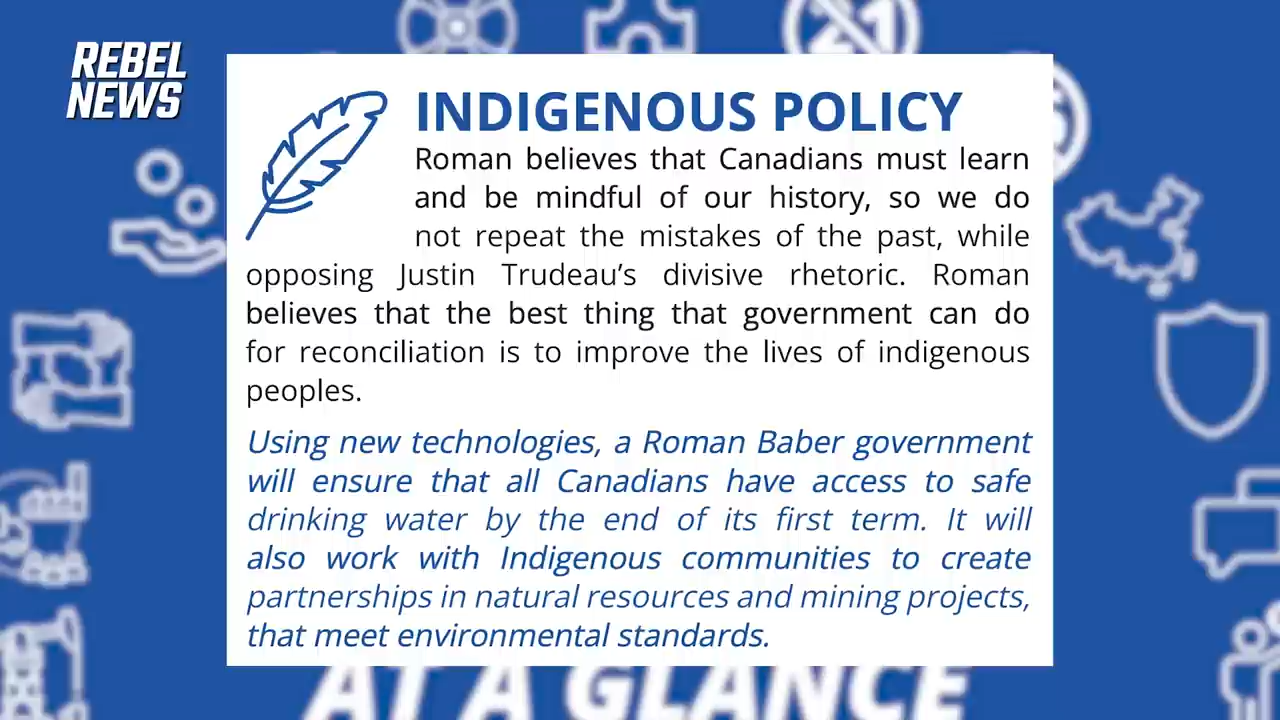 REBEL
NEWS
INDIGENOUS POLICY
Roman believes that Canadians must learn
and be mindful of our history, so we do
not repeat the mistakes of the past, while
opposing Justin Trudeau’s divisive rhetoric. Roman
believes that the best thing that government can do
for reconciliation is to improve the lives of indigenous
peoples.
Using new technologies, a Roman Baber government
will ensure that all Canadians have access to safe
drinking water by the end of its first term. It will
also work with Indigenous communities to create
partnerships in natural resources and mining projects,
that meet environmental standards.
AT A GLANCE